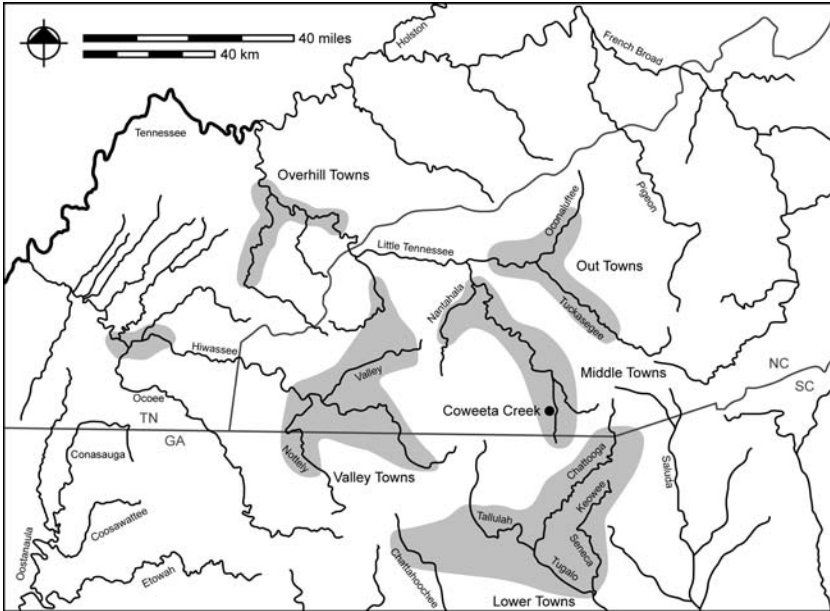 40 miles
40 km
Holston
French Broad
Tennessee
Overhill Towns
Oconaluftee
Pigeon
Little Tennessee
Out Towns
Nantahala
Tuckasegee
Hiwassee
Valley
Middle Towns
NC
SC
Ocoee
Coweeta Creek
TN
GA
Conasauga
Nottely
Valley Towns
Chattooga
Saluda
Keowee
Coosawattee
Tallulah
Seneca
Oostanaula
Etowah
Chattahoochee
Tugalo
Lower Towns